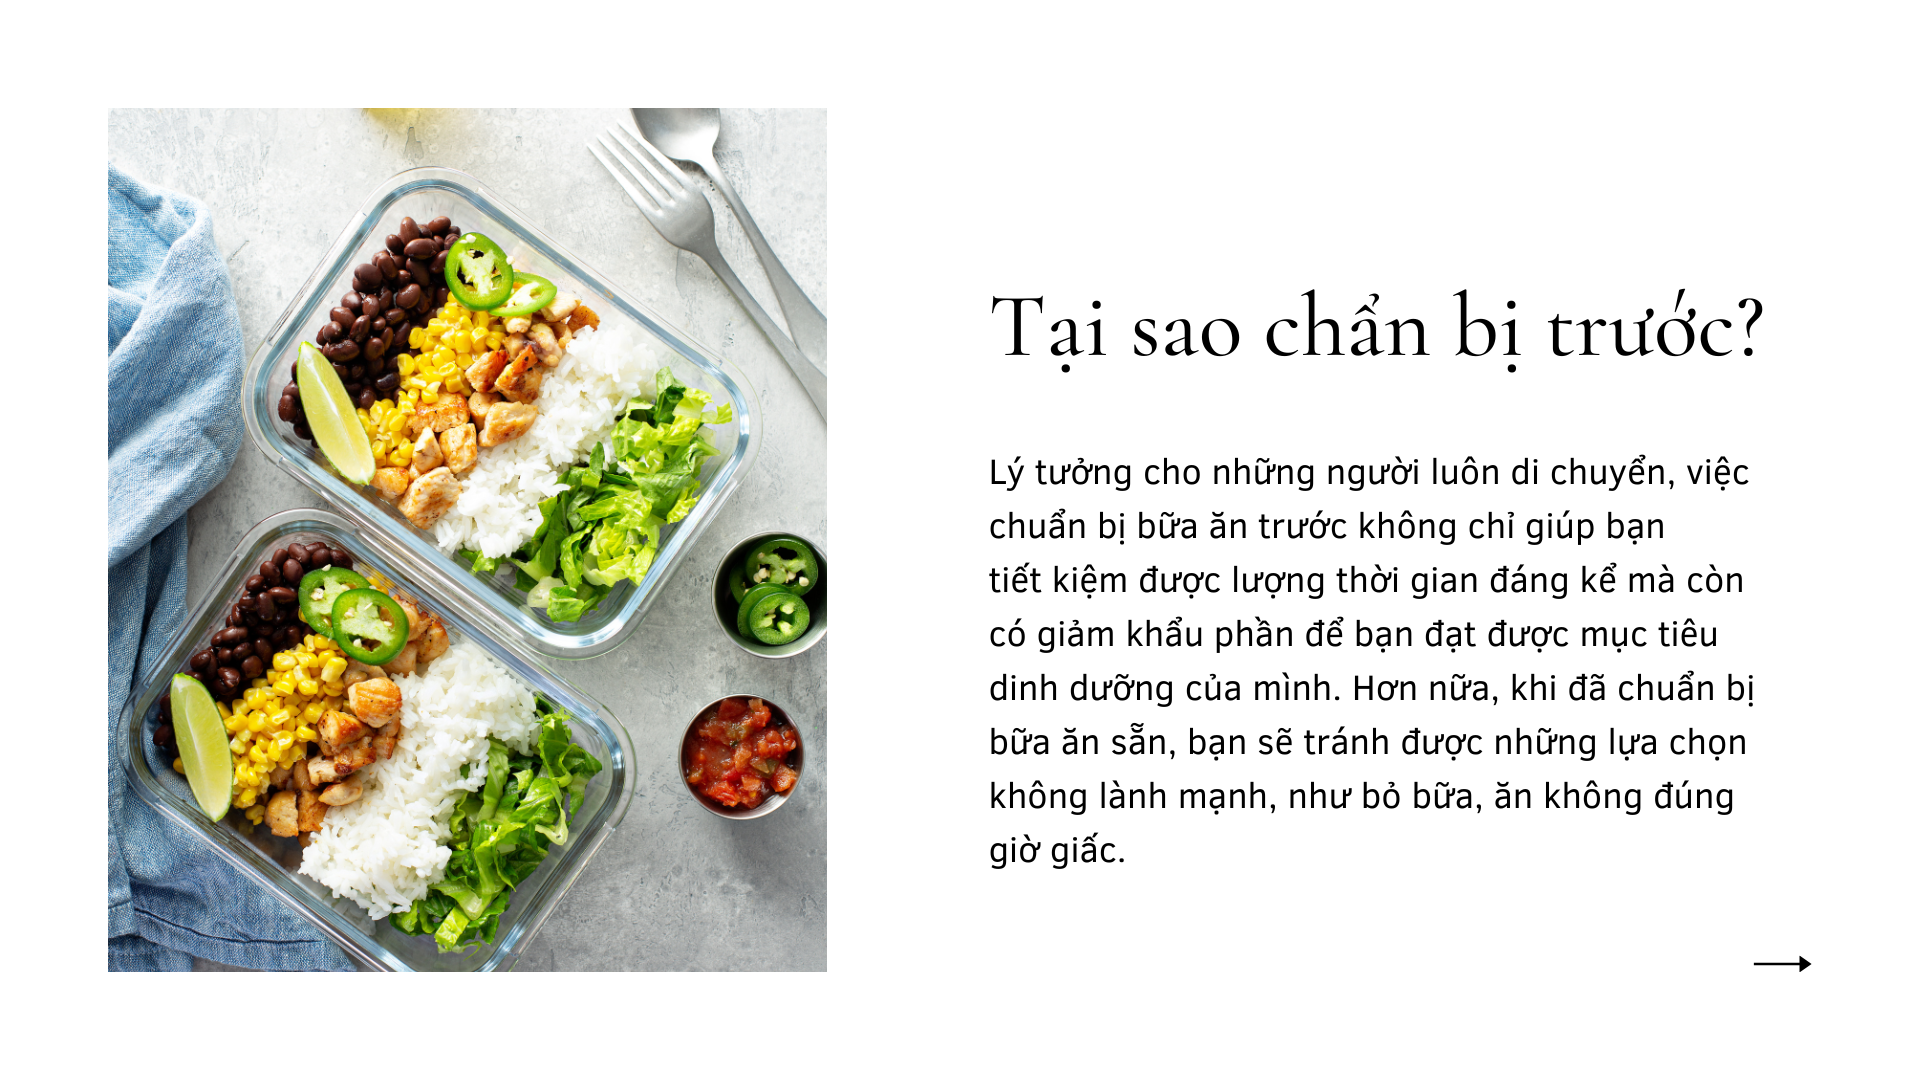 Tại sao chẩn bị trước?
Lý tưởng cho những người luôn di chuyển, việc
chuẩn bị bữa ăn trước không chỉ giúp bạn
tiết kiệm được lượng thời gian đáng kể mà còn
có giảm khẩu phần để bạn đạt được mục tiêu
dinh dưỡng của mình. Hơn nữa, khi đã chuẩn bị
bữa ăn sẵn, bạn sẽ tránh được những lựa chọn
không lành mạnh, như bỏ bữa, ăn không đúng
giờ giấc.